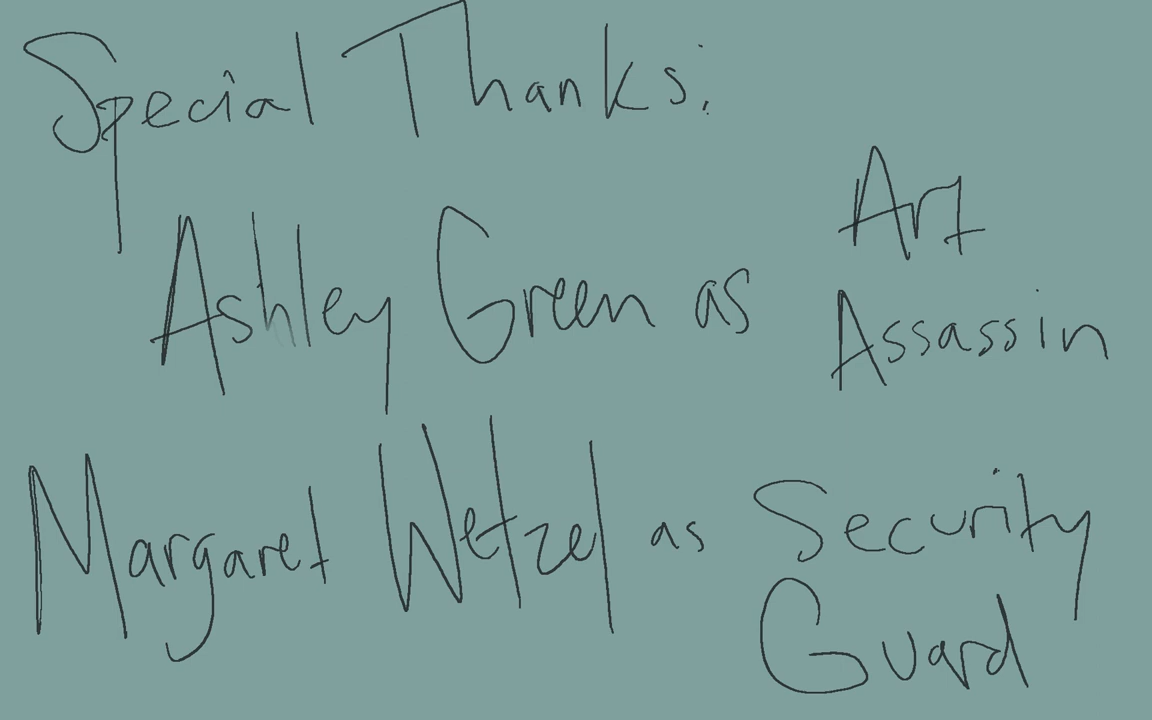 Special Thanks:
Ashley Green as Art
Assassin
Margaret Wetzel as Security
Guard